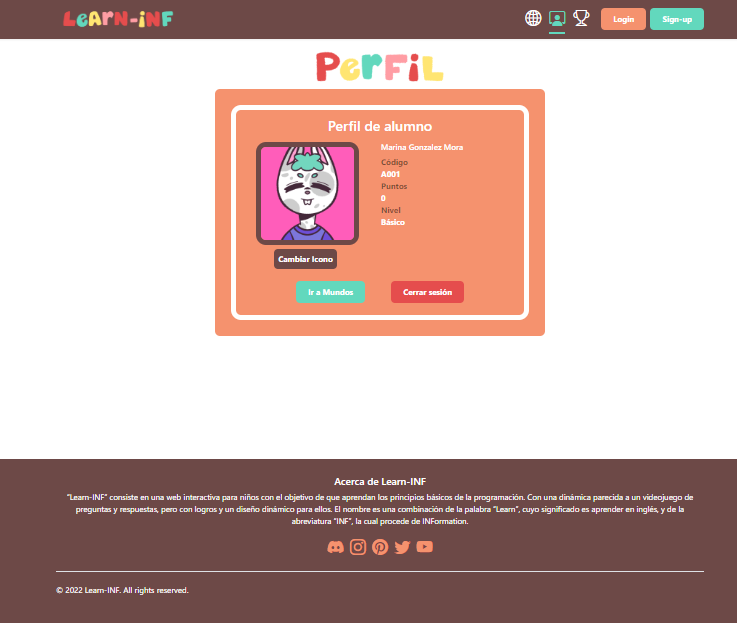 LeArN-iNF
Login
Sign-up
PerFiL
Perfil de alumno
Marina Gonzalez Mora
Código
A001
Puntos
0
Nivel
Básico
Cambiar Icono
Ir a Mundos
Cerrar sesión
Acerca de Learn-INF
"Learn-INF" consiste en una web interactiva para niños con el objetivo de que aprendan los principios básicos de la programación. Con una dinámica parecida a un videojuego de
preguntas y respuestas, pero con logros y un diseño dinámico para ellos. El nombre es una combinación de la palabra "Learn", cuyo significado es aprender en inglés, y de la
abreviatura "INF", la cual procede de INFormation.
© 2022 Learn-INF. All rights reserved.